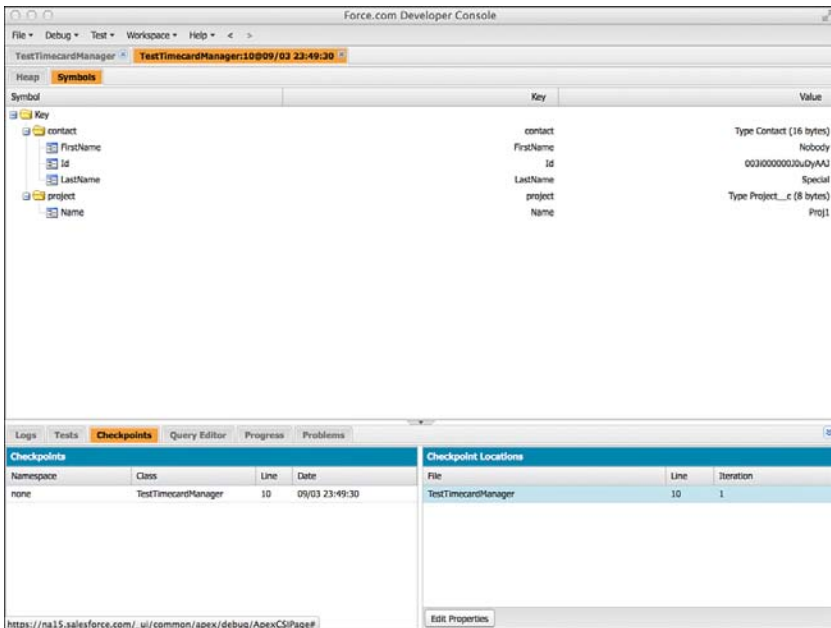 Force.com Developer Console
File Debug Test Workspace Help < >
TestTimecardManager TestTimecardManager:10@09/03 23:49:30
Heap Symbols
Symbol Key Value
Key
contact contact Type Contact (16 bytes)
FirstName FirstName Nobody
Id Id
LastName LastName Special
project project Type Project__c (8 bytes)
Name Name Proj1
Logs Tests Checkpoints Query Editor Progress Problems
Checkpoints Checkpoint Locations
Namespace Class Line Date File Line Iteration
none TestTimecardManager 10 09/03 23:49:30 TestTimecardManager 10 1
https://na15.salesforce.com/_ui/common/apex/debug/ApexCSIPage# Edit Properties